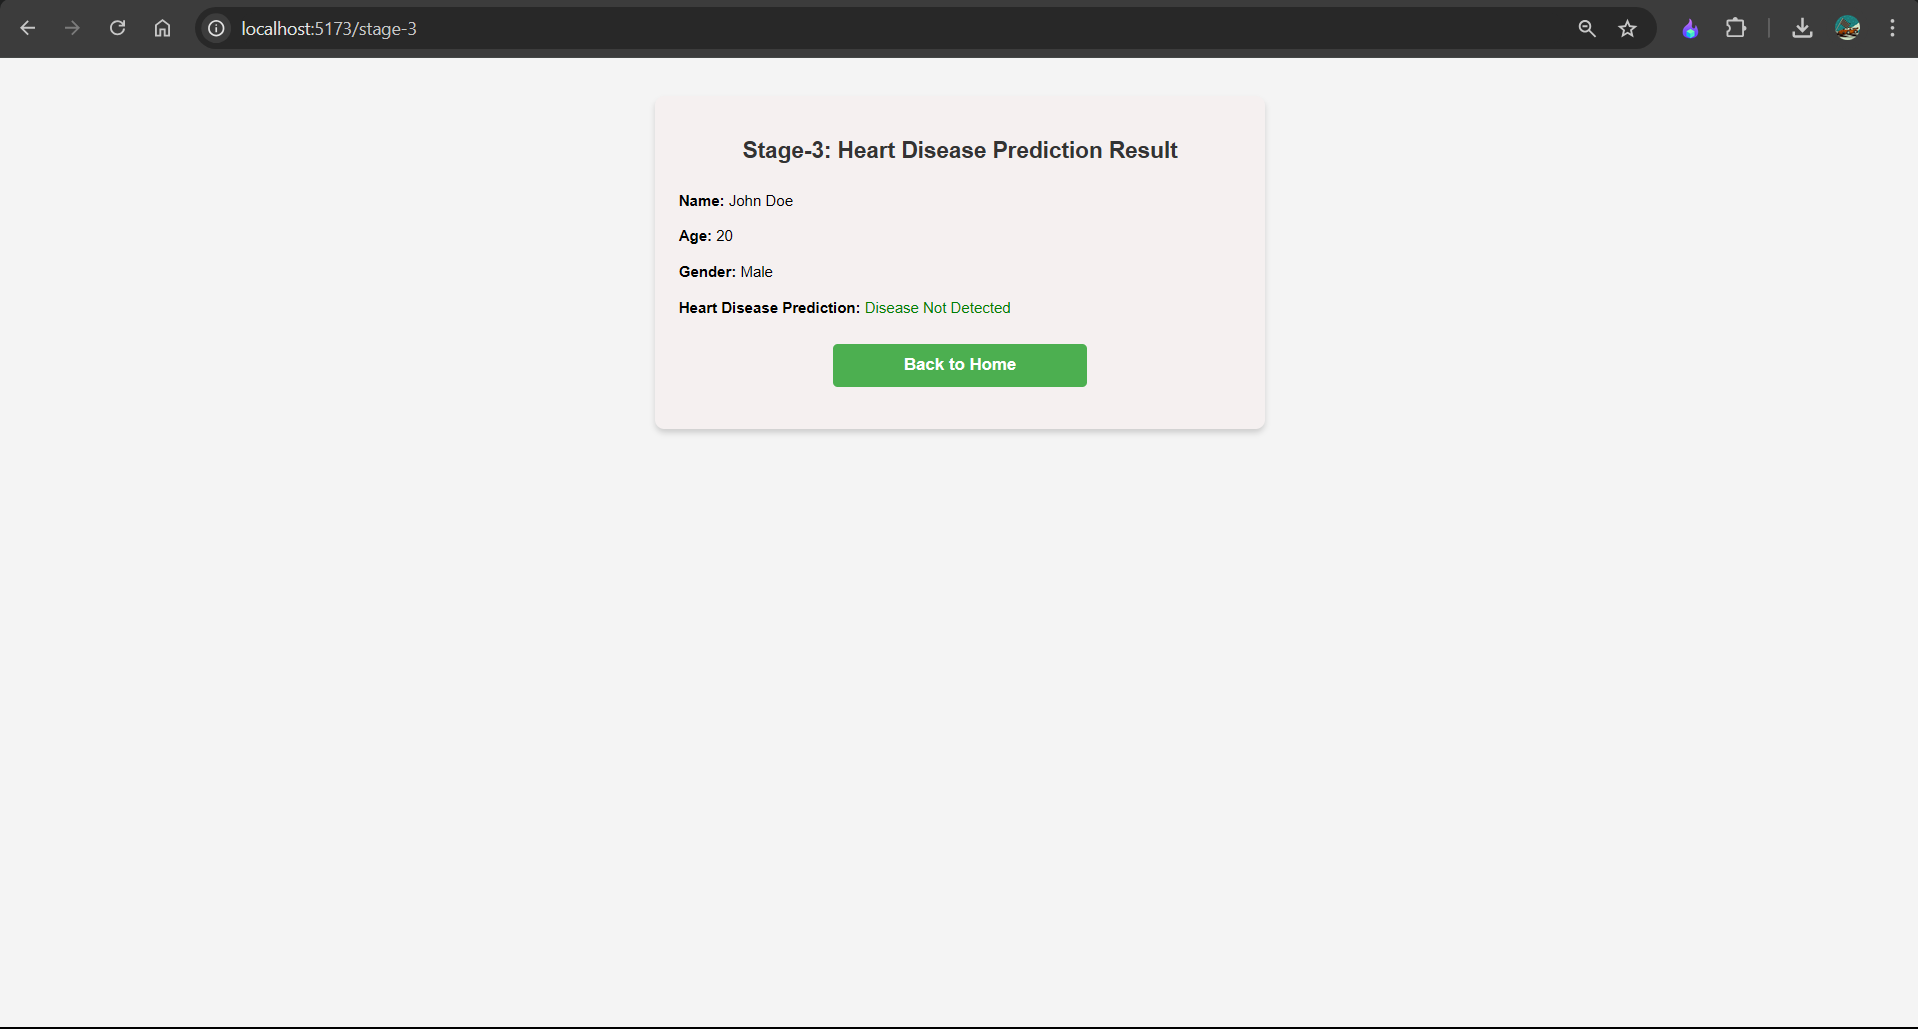 localhost:5173/stage-3
Stage-3: Heart Disease Prediction Result
Name: John Doe
Age: 20
Gender: Male
Heart Disease Prediction: Disease Not Detected
Back to Home